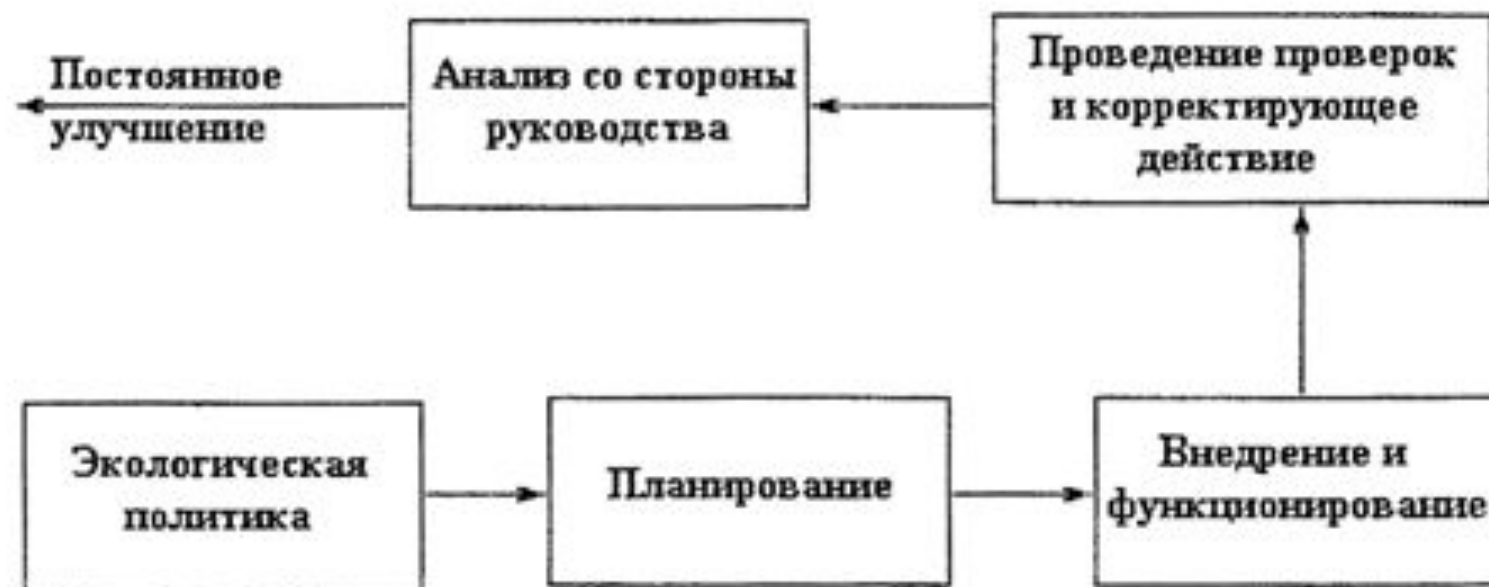 Постоянное
улучшение
Анализ со стороны
руководства
Проведение проверок
и корректирующее
действие
Экологическая
политика
Планирование
Внедрение и
функционирование